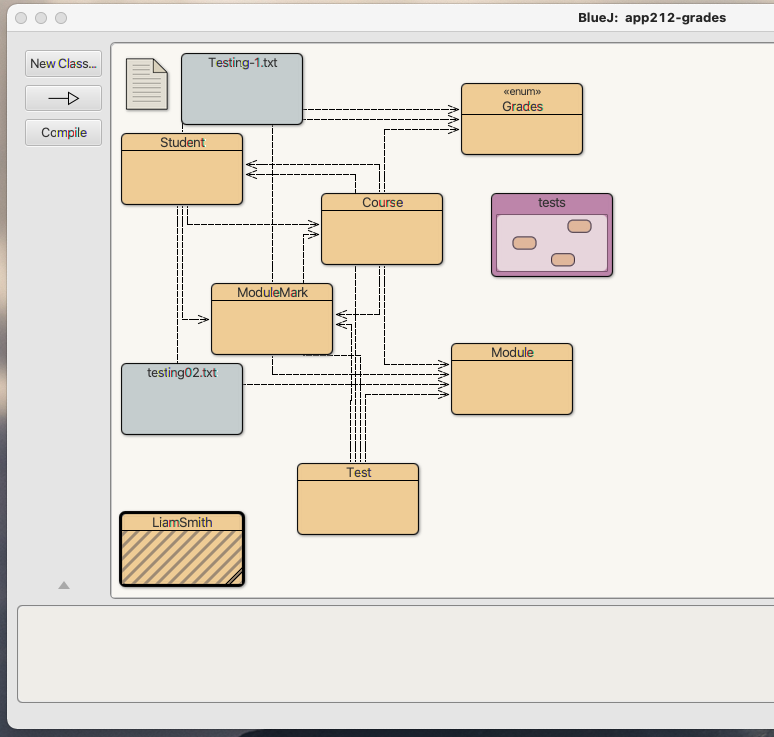 BlueJ: app212-grades
New Class...
Compile
Testing-1.txt
«enum»
Grades
Student
Course
tests
ModuleMark
Module
testing02.txt
Test
LiamSmith